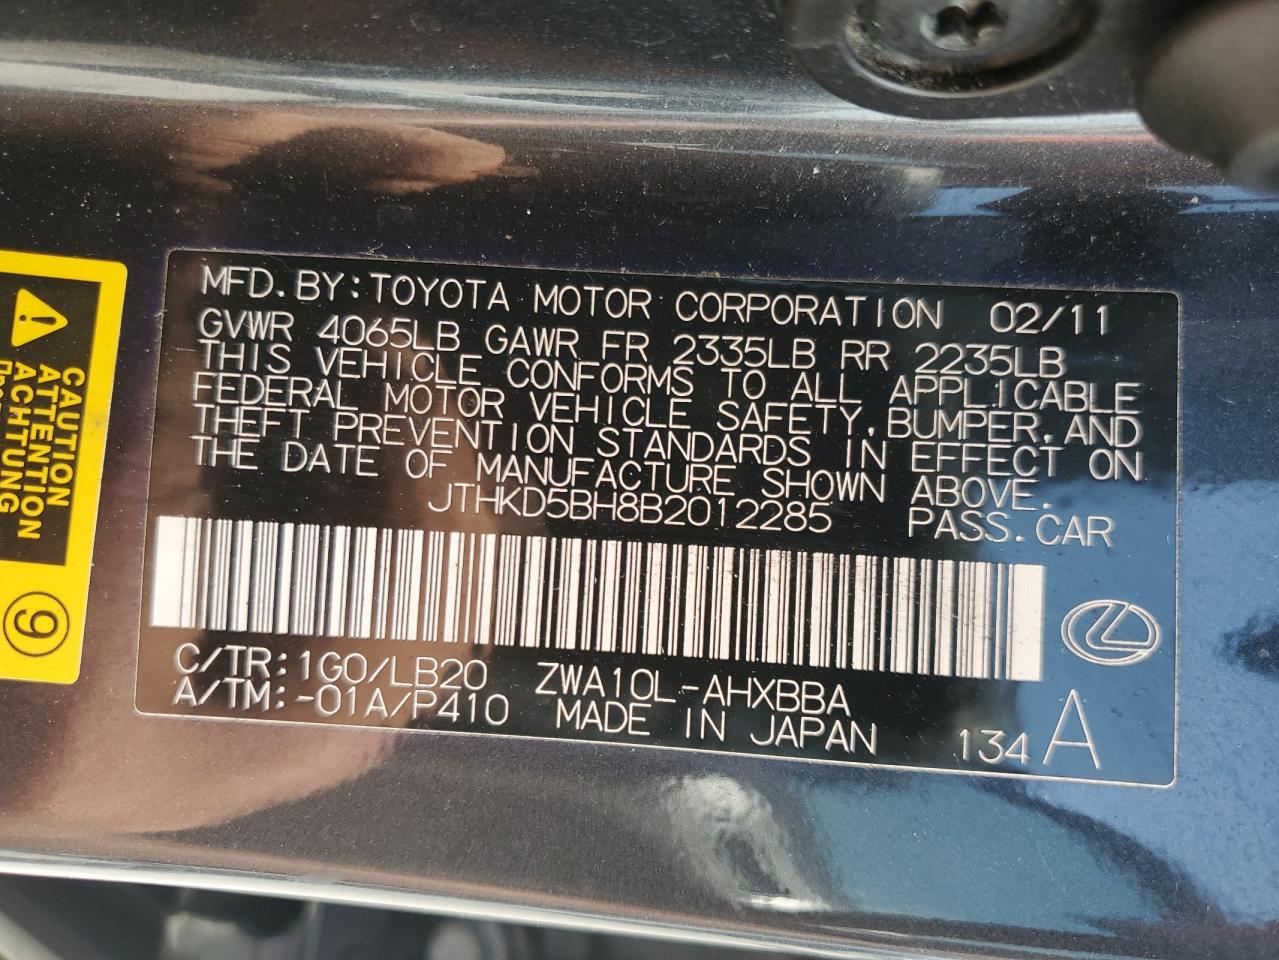 MFD.BY:TOYOTA MOTOR CORPORATION 02/11
GVWR 4065LB GAWR FR 2335LB RR 2235LB
THIS VEHICLE CONFORMS TO ALL APPLICABLE
FEDERAL MOTOR VEHICLE SAFETY,BUMPER,AND
THEFT PREVENTION STANDARDS IN EFFECT ON
THE DATE OF MANUFACTURE SHOWN ABOVE.
JTHKD5BH8B2012285 PASS.CAR
C/TR:1G0/LB20 ZWA10L-AHXBBA
A/TM:-01A/P410 MADE IN JAPAN 134 A
CAUTION
ATTENTION
ACHTUNG
9